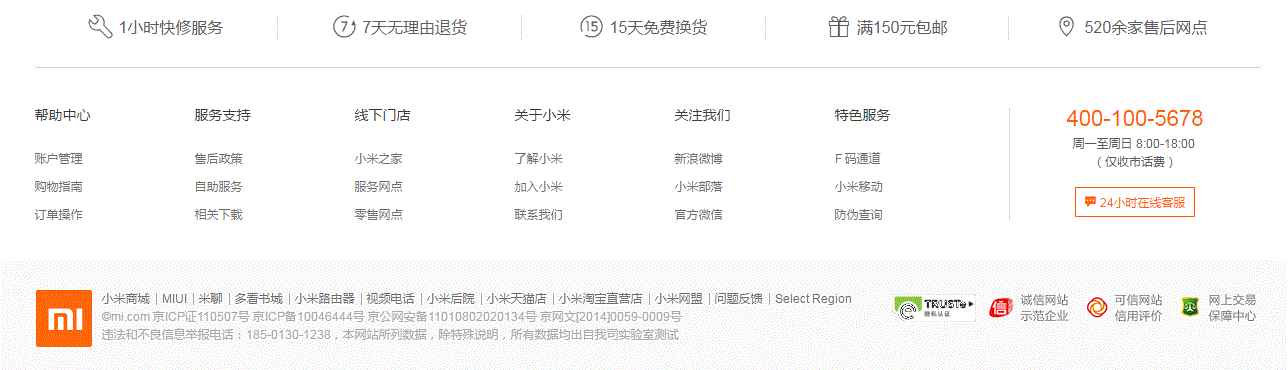 1小时快修服务 7天无理由退货 15天免费换货 满150元包邮 520余家售后网点
帮助中心 服务支持 线下门店 关于小米 关注我们 特色服务
账户管理 售后政策 小米之家 了解小米 新浪微博 F 码通道
购物指南 自助服务 服务网点 加入小米 小米部落 小米移动
订单操作 相关下载 零售网点 联系我们 官方微信 防伪查询
400-100-5678
周一至周日 8:00-18:00
（仅收市话费）
24小时在线客服
小米商城 | MIUI | 米聊 | 多看书城 | 小米路由器 | 视频电话 | 小米后院 | 小米天猫店 | 小米淘宝直营店 | 小米网盟 | 问题反馈 | Select Region
©mi.com 京ICP证110507号 京ICP备10046444号 京公网安备11010802020134号 京网文[2014]0059-0009号
违法和不良信息举报电话：185-0130-1238，本网站所列数据，除特殊说明，所有数据均出自我司实验室测试
TRUSTe
隐私认证
诚信网站
示范企业
可信网站
信用评价
网上交易
保障中心